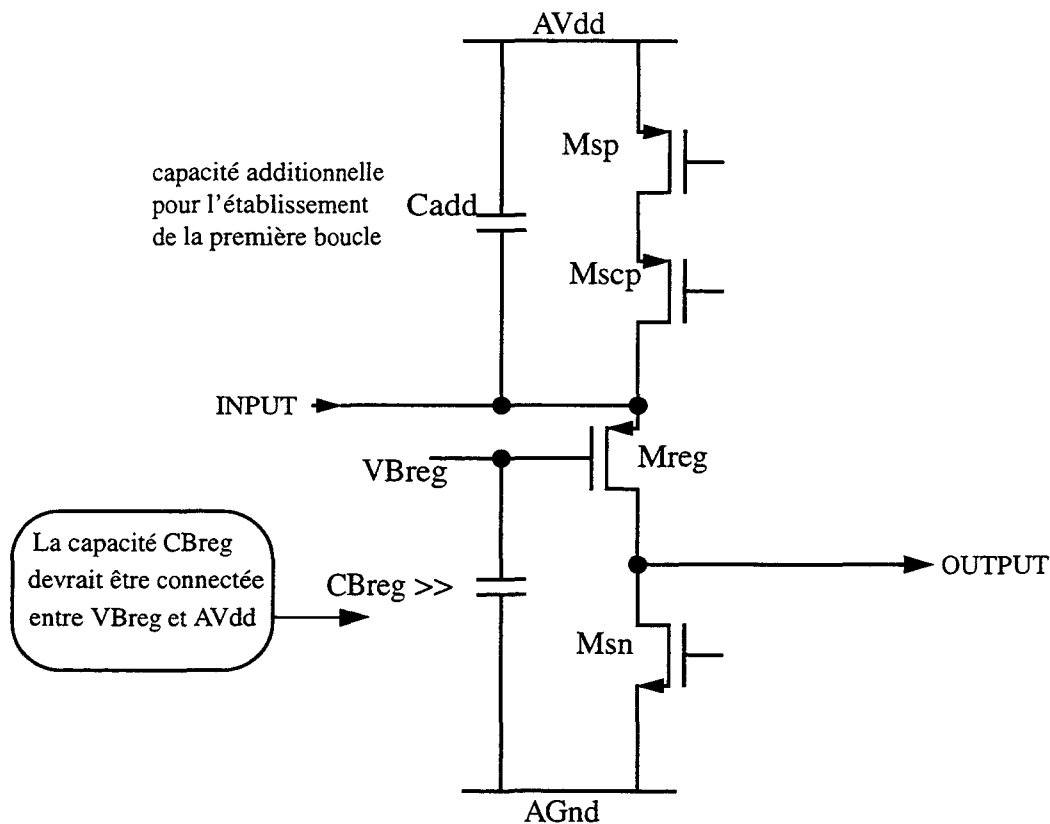 AVdd
Msp
capacité additionnelle
pour l'établissement
de la première boucle
Cadd
Mscp
INPUT
Mreg
VBreg
La capacité CBreg
devrait être connectée
entre VBreg et AVdd
CBreg >>
OUTPUT
Msn
AGnd